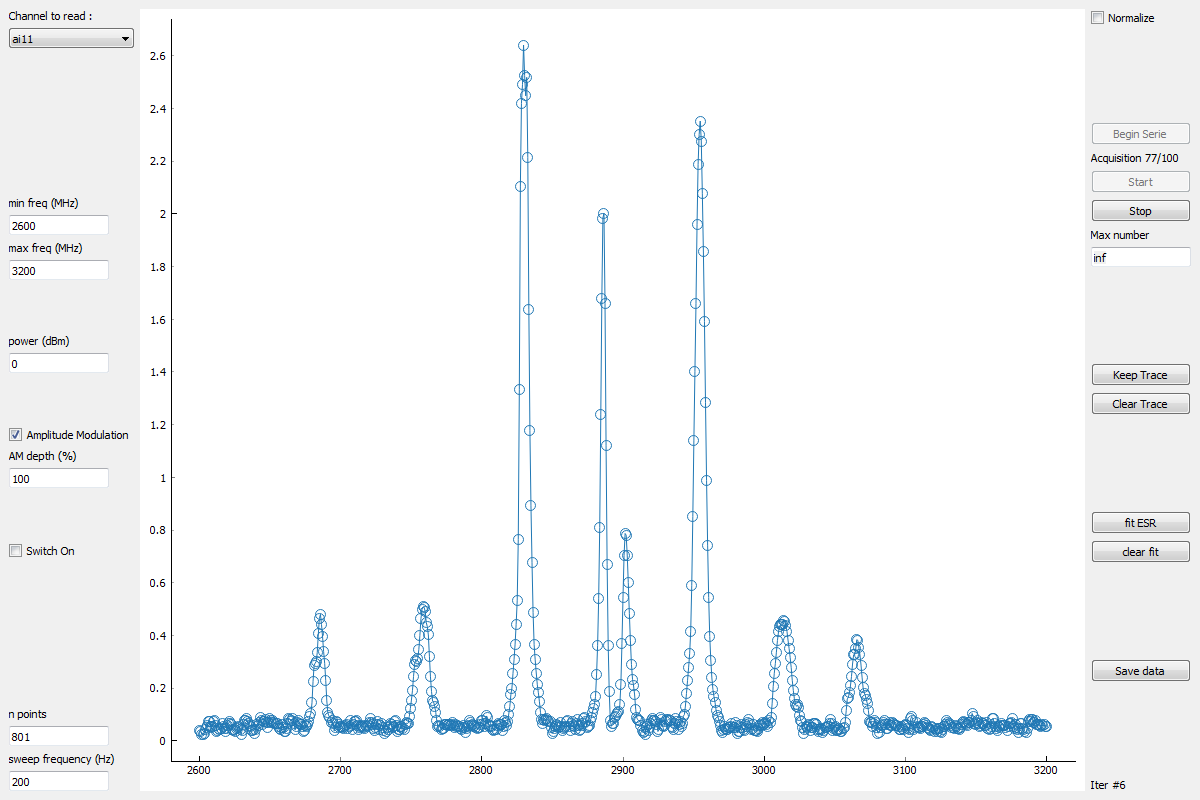 Channel to read :
ai11
min freq (MHz)
2600
max freq (MHz)
3200
power (dBm)
0
Amplitude Modulation
AM depth (%)
100
Switch On
n points
801
sweep frequency (Hz)
200
2.6
2.4
2.2
2
1.8
1.6
1.4
1.2
1
0.8
0.6
0.4
0.2
0
2600 2700 2800 2900 3000 3100 3200
Normalize
Begin Serie
Acquisition 77/100
Start
Stop
Max number
inf
Keep Trace
Clear Trace
fit ESR
clear fit
Save data
Iter #6